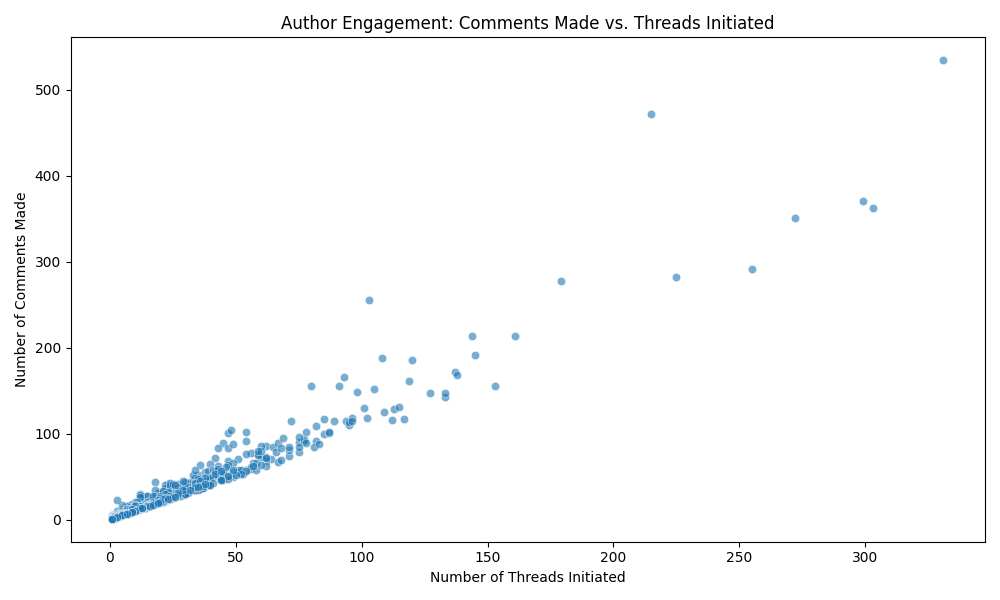 Author Engagement: Comments Made vs. Threads Initiated
Number of Comments Made
500
400
300
200
100
0
0 50 100 150 200 250 300
Number of Threads Initiated